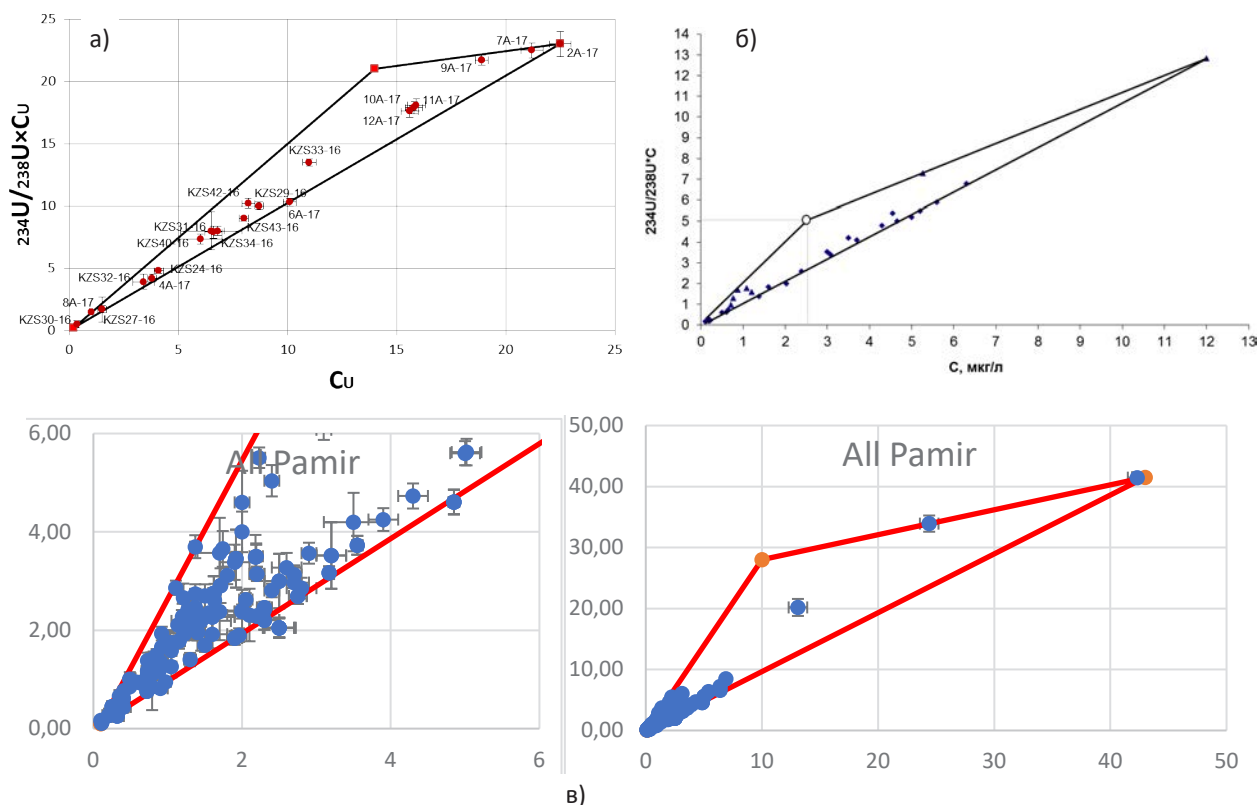 а)
25
20
15
10
5
0
234U/238U×CU
0
5
10
15
20
25
CU
7A-17
2A-17
9A-17
10A-17
11A-17
12A-17
KZS33-16
KZS42-16
KZS29-16
6A-17
KZS31-16
KZS43-16
KZS40-16
KZS34-16
KZS32-16
KZS24-16
4A-17
8A-17
KZS30-16
KZS27-16
б)
14
13
12
11
10
9
8
7
6
5
4
3
2
1
0
234U/238U*C
0
1
2
3
4
5
6
7
8
9
10
11
12
13
С, мкг/л
6,00
4,00
2,00
0,00
All Pamir
0
2
4
6
50,00
40,00
30,00
20,00
10,00
0,00
All Pamir
0
10
20
30
40
50
в)